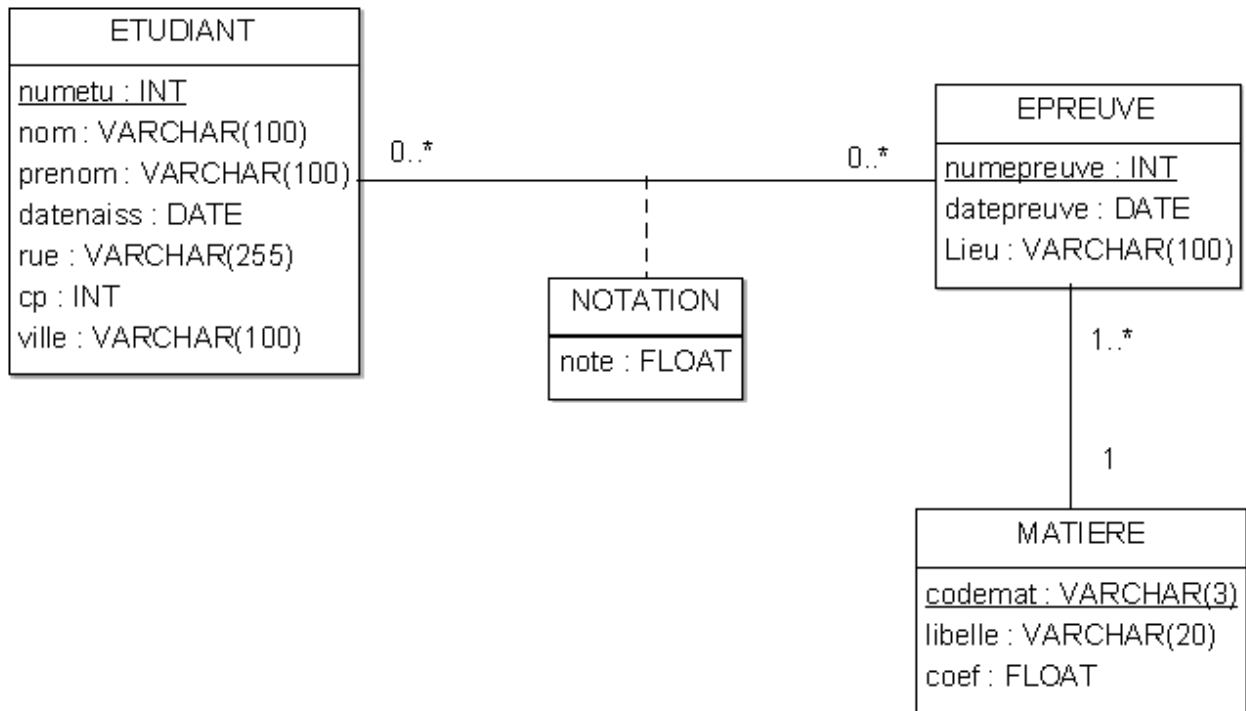 ETUDIANT
numetu : INT
nom : VARCHAR(100)
prenom : VARCHAR(100)
datenaiss : DATE
rue : VARCHAR(255)
cp : INT
ville : VARCHAR(100)
0..*
0..*
NOTATION
note : FLOAT
EPREUVE
numepreuve : INT
datepreuve : DATE
Lieu : VARCHAR(100)
1..*
1
MATIERE
codemat : VARCHAR(3)
libelle : VARCHAR(20)
coef : FLOAT